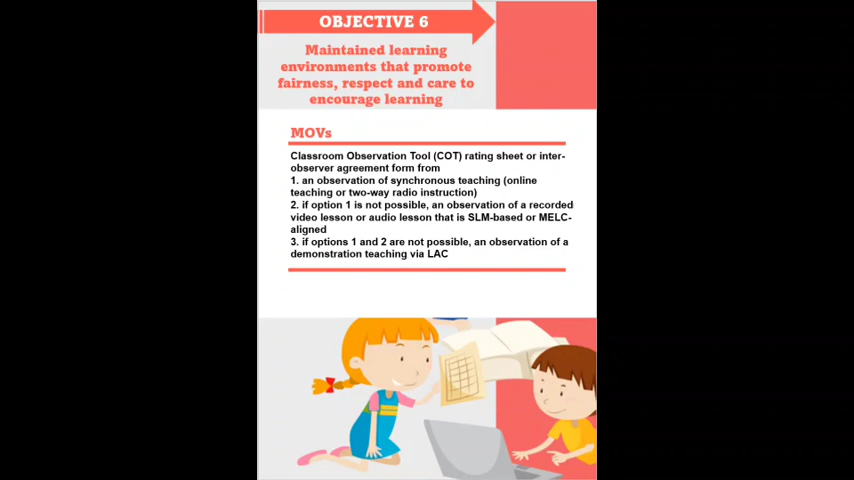 OBJECTIVE 6
Maintained learning
environments that promote
fairness, respect and care to
encourage learning
MOVs
Classroom Observation Tool (COT) rating sheet or inter-
observer agreement form from
1. an observation of synchronous teaching (online
teaching or two-way radio instruction)
2. if option 1 is not possible, an observation of a recorded
video lesson or audio lesson that is SLM-based or MELC-
aligned
3. if options 1 and 2 are not possible, an observation of a
demonstration teaching via LAC